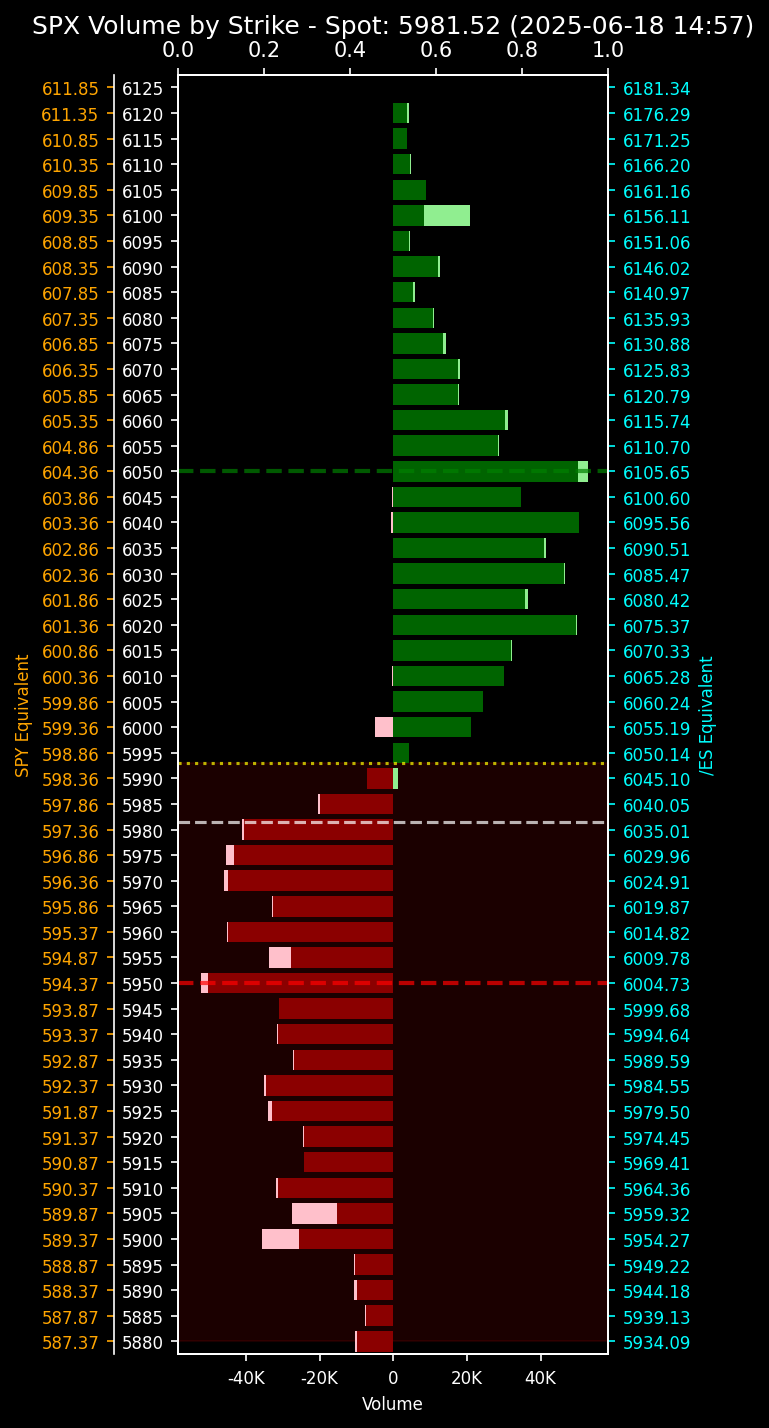 SPX Volume by Strike - Spot: 5981.52 (2025-06-18 14:57)
0.0 0.2 0.4 0.6 0.8 1.0
611.85 6125 6181.34
611.35 6120 6176.29
610.85 6115 6171.25
610.35 6110 6166.20
609.85 6105 6161.16
609.35 6100 6156.11
608.85 6095 6151.06
608.35 6090 6146.02
607.85 6085 6140.97
607.35 6080 6135.93
606.85 6075 6130.88
606.35 6070 6125.83
605.85 6065 6120.79
605.35 6060 6115.74
604.86 6055 6110.70
604.36 6050 6105.65
603.86 6045 6100.60
603.36 6040 6095.56
602.86 6035 6090.51
602.36 6030 6085.47
601.86 6025 6080.42
601.36 6020 6075.37
600.86 6015 6070.33
600.36 6010 6065.28
599.86 6005 6060.24
599.36 6000 6055.19
598.86 5995 6050.14
598.36 5990 6045.10
597.86 5985 6040.05
597.36 5980 6035.01
596.86 5975 6029.96
596.36 5970 6024.91
595.86 5965 6019.87
595.37 5960 6014.82
594.87 5955 6009.78
594.37 5950 6004.73
593.87 5945 5999.68
593.37 5940 5994.64
592.87 5935 5989.59
592.37 5930 5984.55
591.87 5925 5979.50
591.37 5920 5974.45
590.87 5915 5969.41
590.37 5910 5964.36
589.87 5905 5959.32
589.37 5900 5954.27
588.87 5895 5949.22
588.37 5890 5944.18
587.87 5885 5939.13
587.37 5880 5934.09
SPY Equivalent
/ES Equivalent
-40K -20K 0 20K 40K
Volume